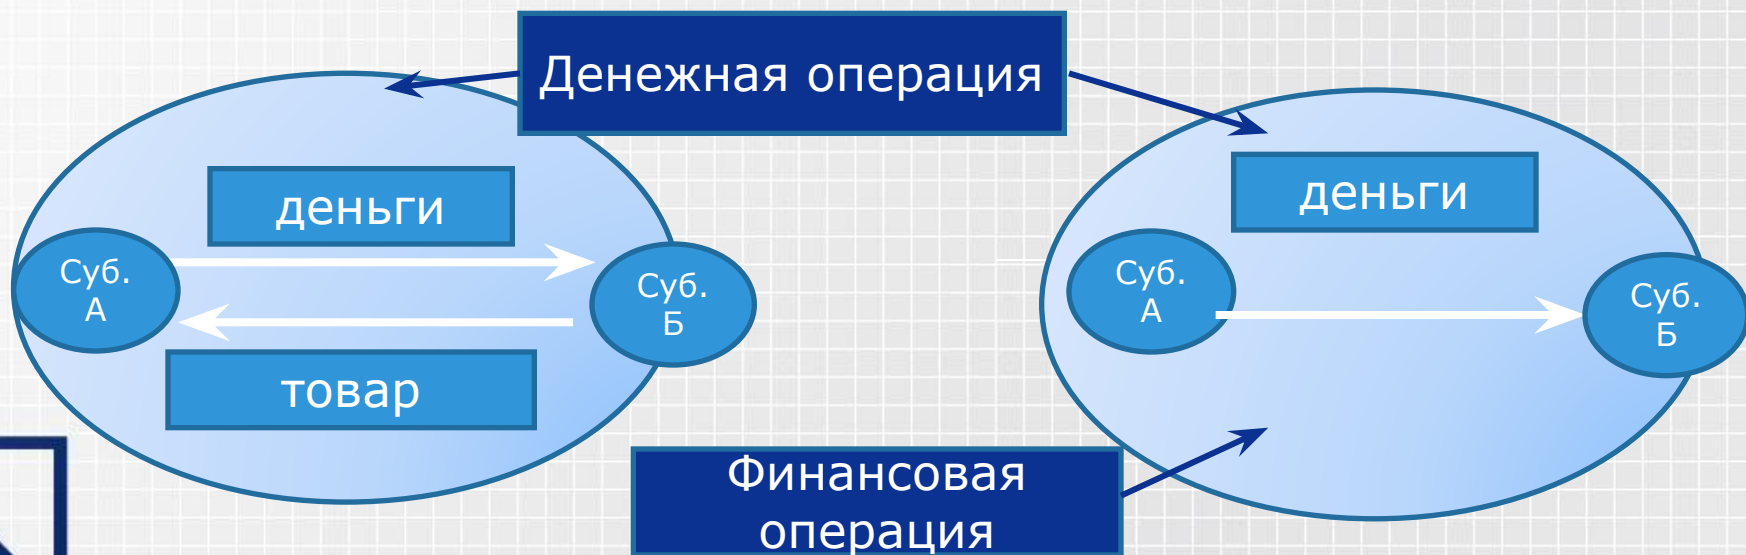 Денежная операция
деньги
Суб.
А
Суб.
Б
товар
деньги
Суб.
А
Суб.
Б
Финансовая
операция